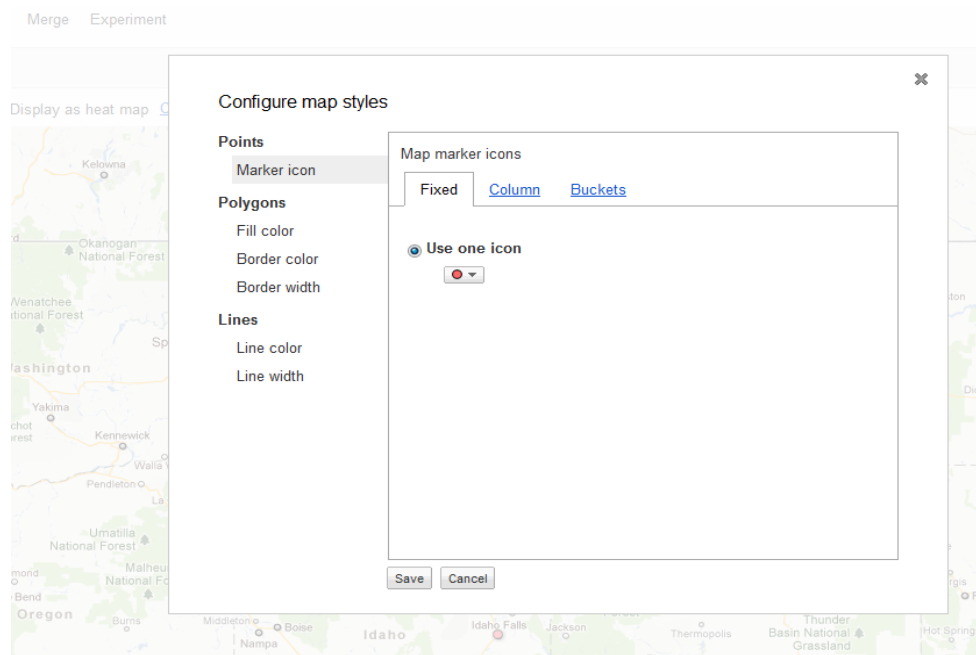 Merge Experiment
Display as heat map
Configure map styles
Points
Marker icon
Polygons
Fill color
Border color
Border width
Lines
Line color
Line width
Map marker icons
Fixed Column Buckets
Use one icon
Save Cancel
Kelowna
Okanogan
National Forest
Wenatchee
National Forest
Washington
Yakima
Kennewick
Walla
Pendleton
La
Umatilla
National Forest
Malheu
National Fo
Bend
Oregon
Burns
Middleton
Boise
Nampa
Idaho
Idaho Falls
Jackson
Thermopolis
Thunder
Basin National
Grassland
Hot Spring